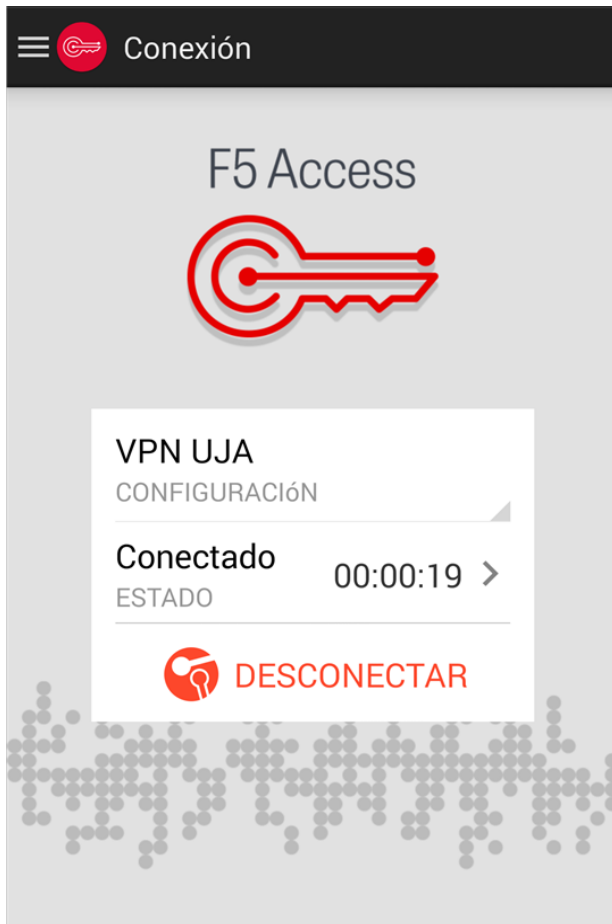 Conexión
F5 Access
VPN UJA
CONFIGURACIóN
Conectado
00:00:19
ESTADO
DESCONECTAR